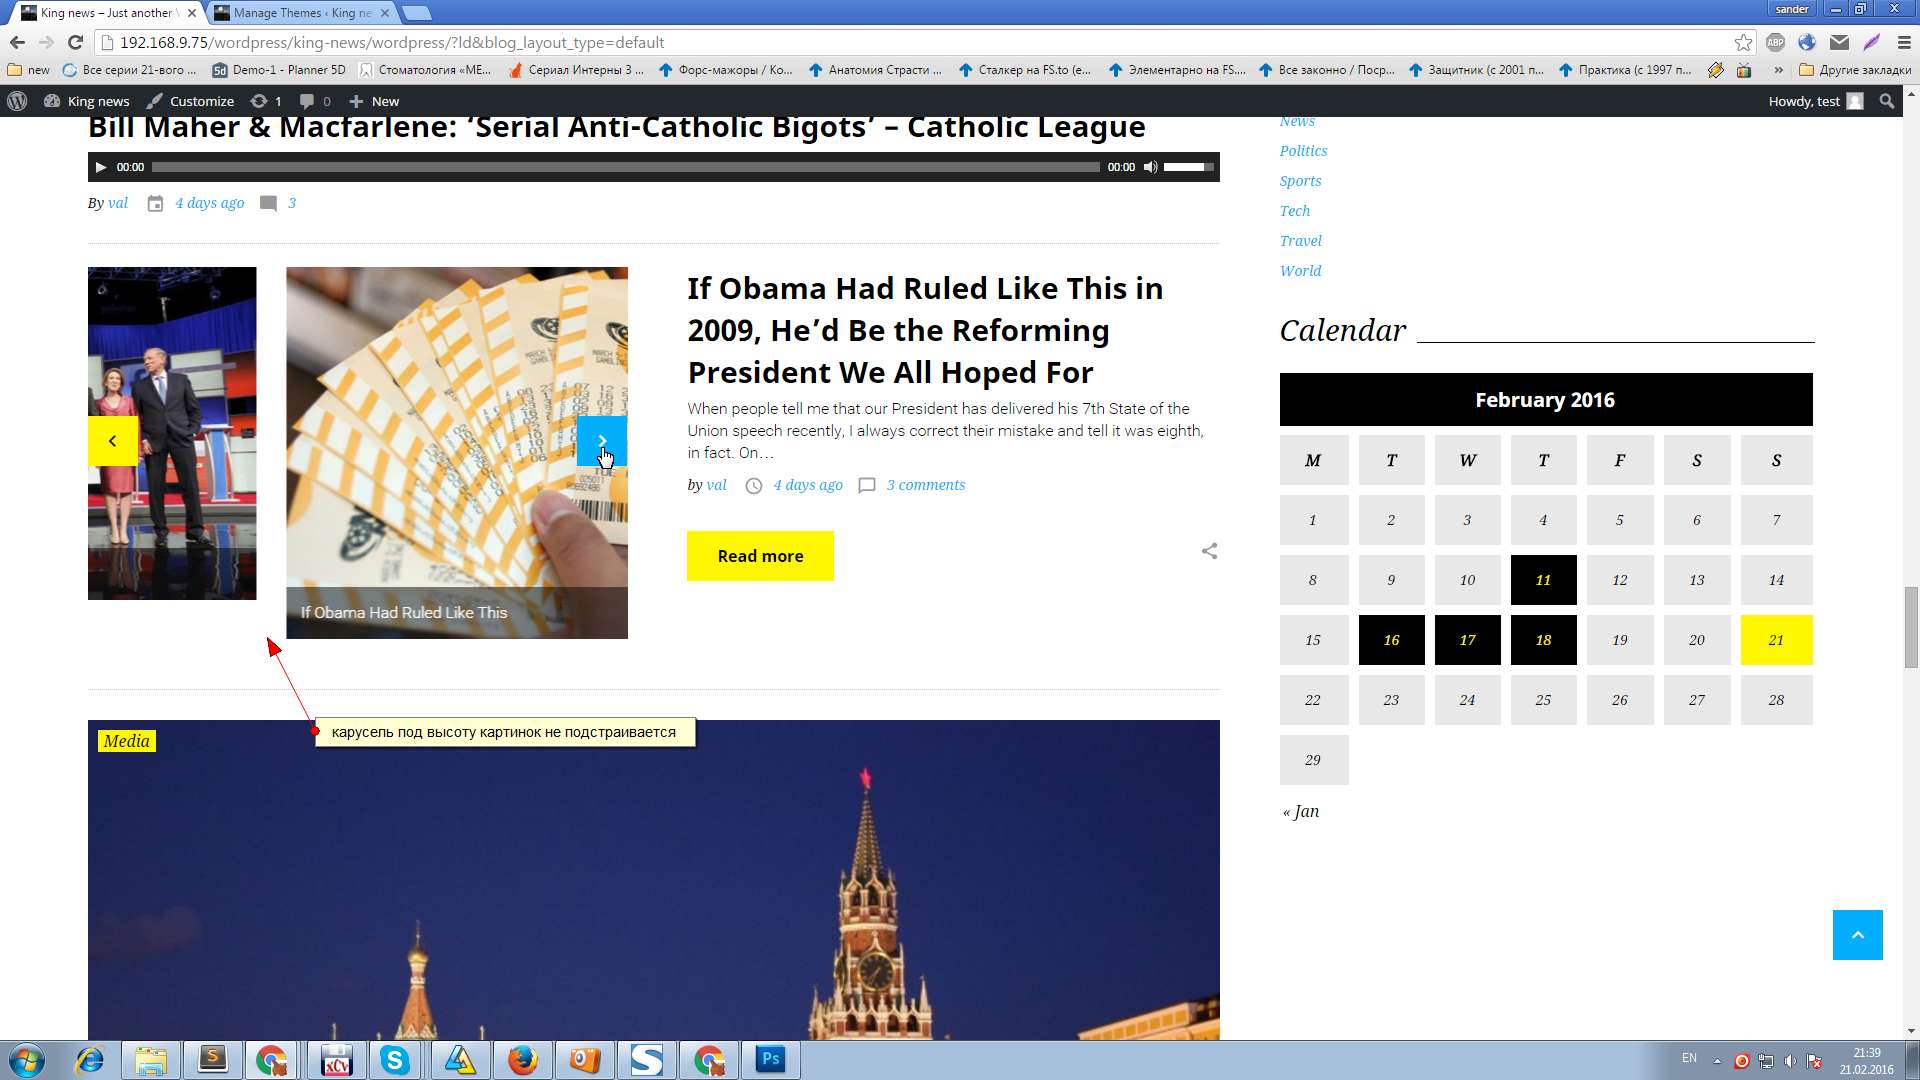 King news – Just another
Manage Themes ‹ King ne
sander
192.168.9.75/wordpress/king-news/wordpress/?ld&blog_layout_type=default
ABP
new
Все серии 21-вого ...
5d
Demo-1 - Planner 5D
Стоматология «МЕ...
Сериал Интерны 3 ...
Форс-мажоры / Ко...
Анатомия Страсти ...
Сталкер на FS.to (е...
Элементарно на FS....
Все законно / Поср...
Защитник (с 2001 п...
Практика (с 1997 п...
»
Другие закладки
King news
Customize
1
0
New
Howdy, test
Bill Maher & Macfarlene: ‘Serial Anti-Catholic Bigots’ – Catholic League
00:00
00:00
By val
4 days ago
3
If Obama Had Ruled Like This
If Obama Had Ruled Like This in
2009, He’d Be the Reforming
President We All Hoped For
When people tell me that our President has delivered his 7th State of the
Union speech recently, I always correct their mistake and tell it was eighth,
in fact. On…
by val
4 days ago
3 comments
Read more
карусель под высоту картинок не подстраивается
Media
News
Politics
Sports
Tech
Travel
World
Calendar
February 2016
M T W T F S S
1 2 3 4 5 6 7
8 9 10 11 12 13 14
15 16 17 18 19 20 21
22 23 24 25 26 27 28
29
« Jan
S
xCv
S
S
Ps
EN
21:39
21.02.2016